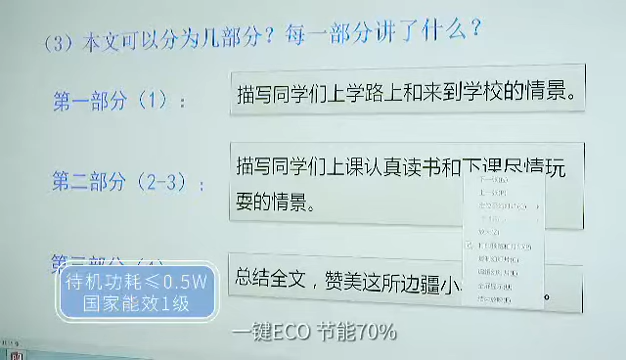 (3) 本文可以分为几部分？每一部分讲了什么？
第一部分（1）：
描写同学们上学路上和来到学校的情景。
第二部分（2-3）：
描写同学们上课认真读书和下课尽情玩
耍的情景。
总结全文，赞美这所边疆小
待机功耗≤0.5W
国家能效1级
一键ECO 节能70%